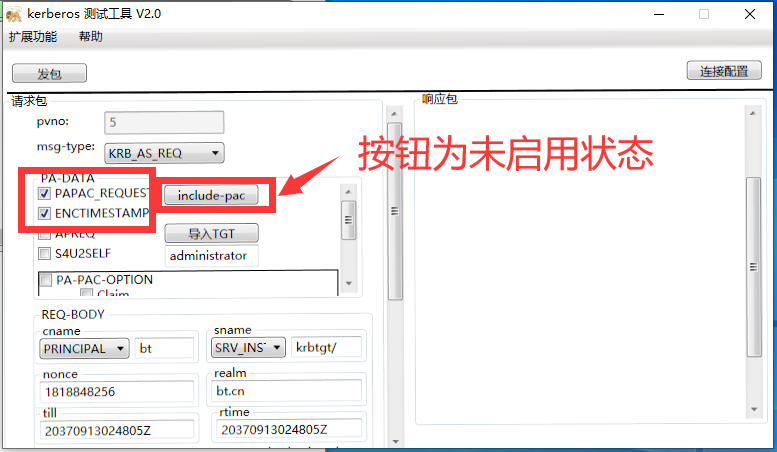 kerberos 测试工具 V2.0
扩展功能 帮助
发包 连接配置
请求包 响应包
pvno: 5
msg-type: KRB_AS_REQ
按钮为未启用状态
PA-DATA
PAPAC_REQUEST include-pac
ENCTIMESTAMP
APREQ 导入TGT
S4U2SELF administrator
PA-PAC-OPTION
Claim
REQ-BODY
cname sname
PRINCIPAL bt SRV_INS krbtgt/
nonce realm
1818848256 bt.cn
till rtime
20370913024805Z 20370913024805Z